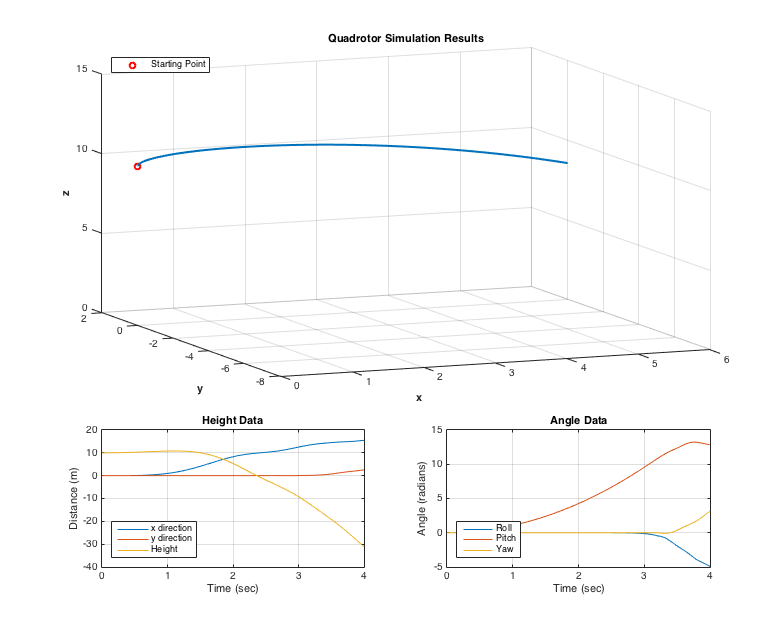 Quadrotor Simulation Results
Starting Point
15
10
5
0
z
2
0
-2
-4
-6
-8
y
0
1
2
3
4
5
6
x
Height Data
20
10
0
-10
-20
-30
-40
Distance (m)
x direction
y direction
Height
0
1
2
3
4
Time (sec)
Angle Data
15
10
5
0
-5
Angle (radians)
Roll
Pitch
Yaw
0
1
2
3
4
Time (sec)